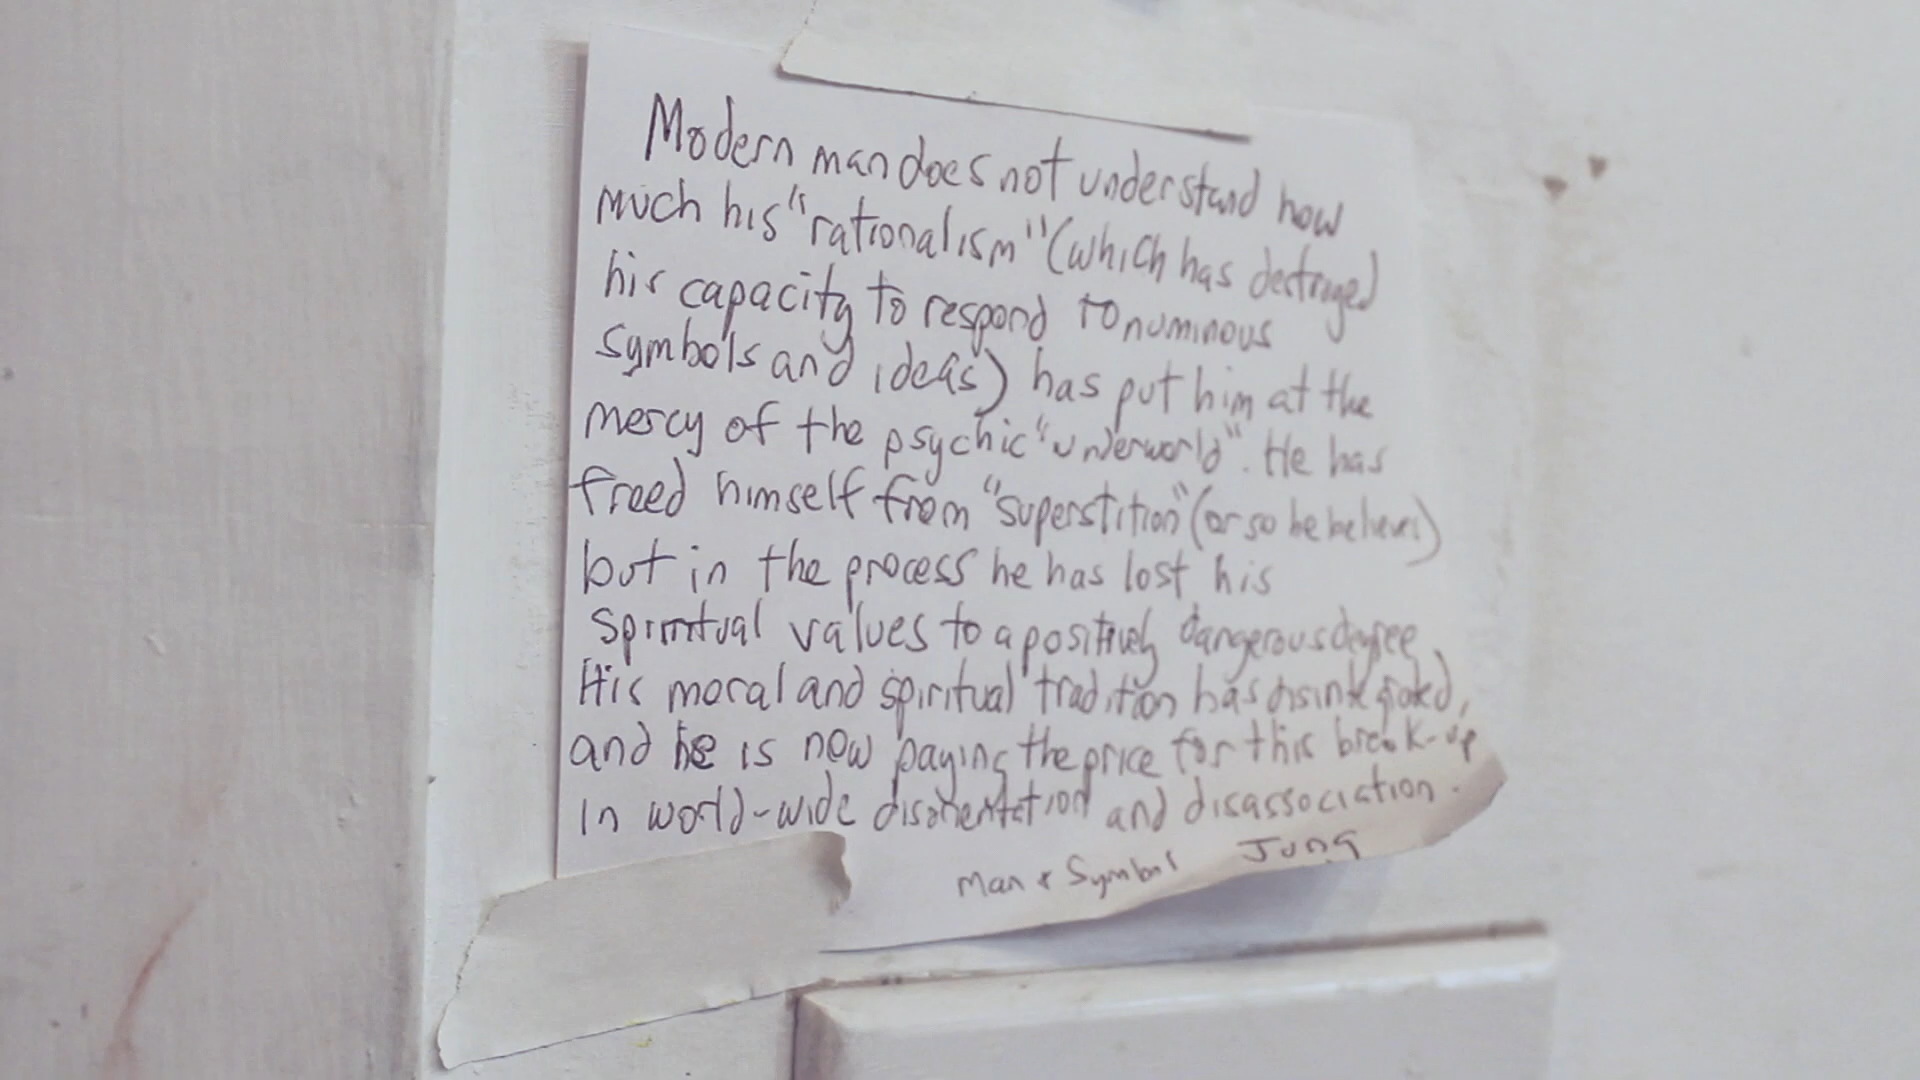 Modern man does not understand how
much his "rationalism" (which has destroyed
his capacity to respond to numinous
symbols and ideas) has put him at the
mercy of the psychic "underworld". He has
freed himself from "superstition" (or so he believes)
but in the process he has lost his
spiritual values to a positively dangerous degree.
His moral and spiritual tradition has disintegrated,
and he is now paying the price for this break-up
in world-wide disorientation and disassociation.
Man & Symbol Jung